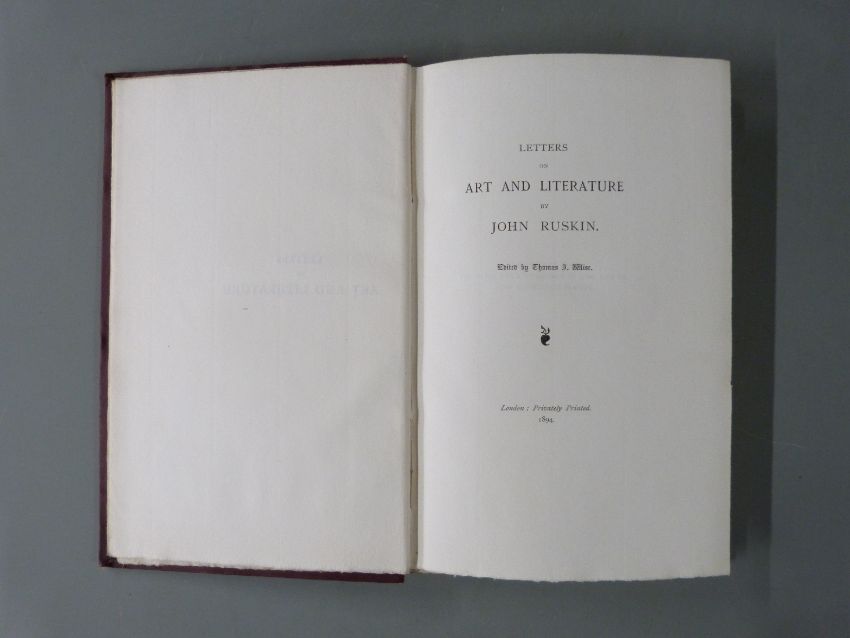 LETTERS
ON
ART AND LITERATURE
BY
JOHN RUSKIN.
Edited by Thomas J. Wise.
London : Privately Printed.
1894.